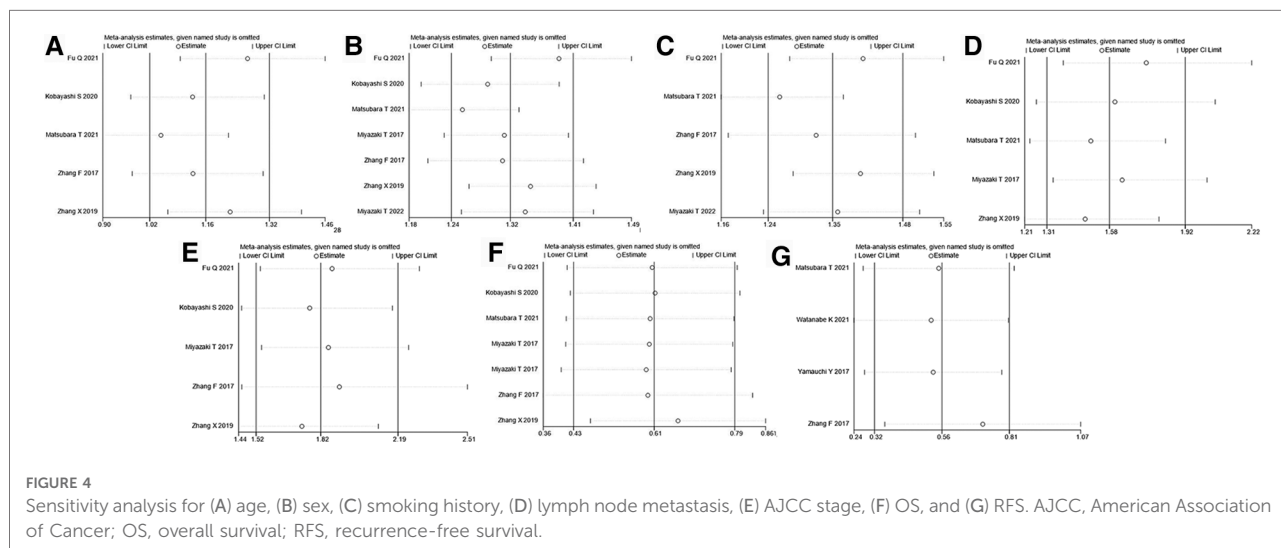 A
Meta-analysis estimates, given named study is omitted
Lower CI Limit Estimate Upper CI Limit
Fu Q 2021
Kobayashi S 2020
Matsubara T 2021
Zhang F 2017
Zhang X 2019
0.90 1.02 1.16 1.32 1.46
28
B
Meta-analysis estimates, given named study is omitted
Lower CI Limit Estimate Upper CI Limit
Fu Q 2021
Kobayashi S 2020
Matsubara T 2021
Miyazaki T 2017
Zhang F 2017
Zhang X 2019
Miyazaki T 2022
1.18 1.24 1.32 1.41 1.49
C
Meta-analysis estimates, given named study is omitted
Lower CI Limit Estimate Upper CI Limit
Fu Q 2021
Matsubara T 2021
Zhang F 2017
Zhang X 2019
Miyazaki T 2022
1.16 1.24 1.35 1.48 1.55
D
Meta-analysis estimates, given named study is omitted
Lower CI Limit Estimate Upper CI Limit
Fu Q 2021
Kobayashi S 2020
Matsubara T 2021
Miyazaki T 2017
Zhang X 2019
1.21 1.31 1.58 1.92 2.22
E
Meta-analysis estimates, given named study is omitted
Lower CI Limit Estimate Upper CI Limit
Fu Q 2021
Kobayashi S 2020
Miyazaki T 2017
Zhang F 2017
Zhang X 2019
1.44 1.52 1.82 2.19 2.51
F
Meta-analysis estimates, given named study is omitted
Lower CI Limit Estimate Upper CI Limit
Fu Q 2021
Kobayashi S 2020
Matsubara T 2021
Miyazaki T 2017
Miyazaki T 2017
Zhang F 2017
Zhang X 2019
0.36 0.43 0.61 0.79 0.861
G
Meta-analysis estimates, given named study is omitted
Lower CI Limit Estimate Upper CI Limit
Matsubara T 2021
Watanabe K 2021
Yamauchi Y 2017
Zhang F 2017
0.24 0.32 0.56 0.81 1.07
FIGURE 4
Sensitivity analysis for (A) age, (B) sex, (C) smoking history, (D) lymph node metastasis, (E) AJCC stage, (F) OS, and (G) RFS. AJCC, American Association
of Cancer; OS, overall survival; RFS, recurrence-free survival.